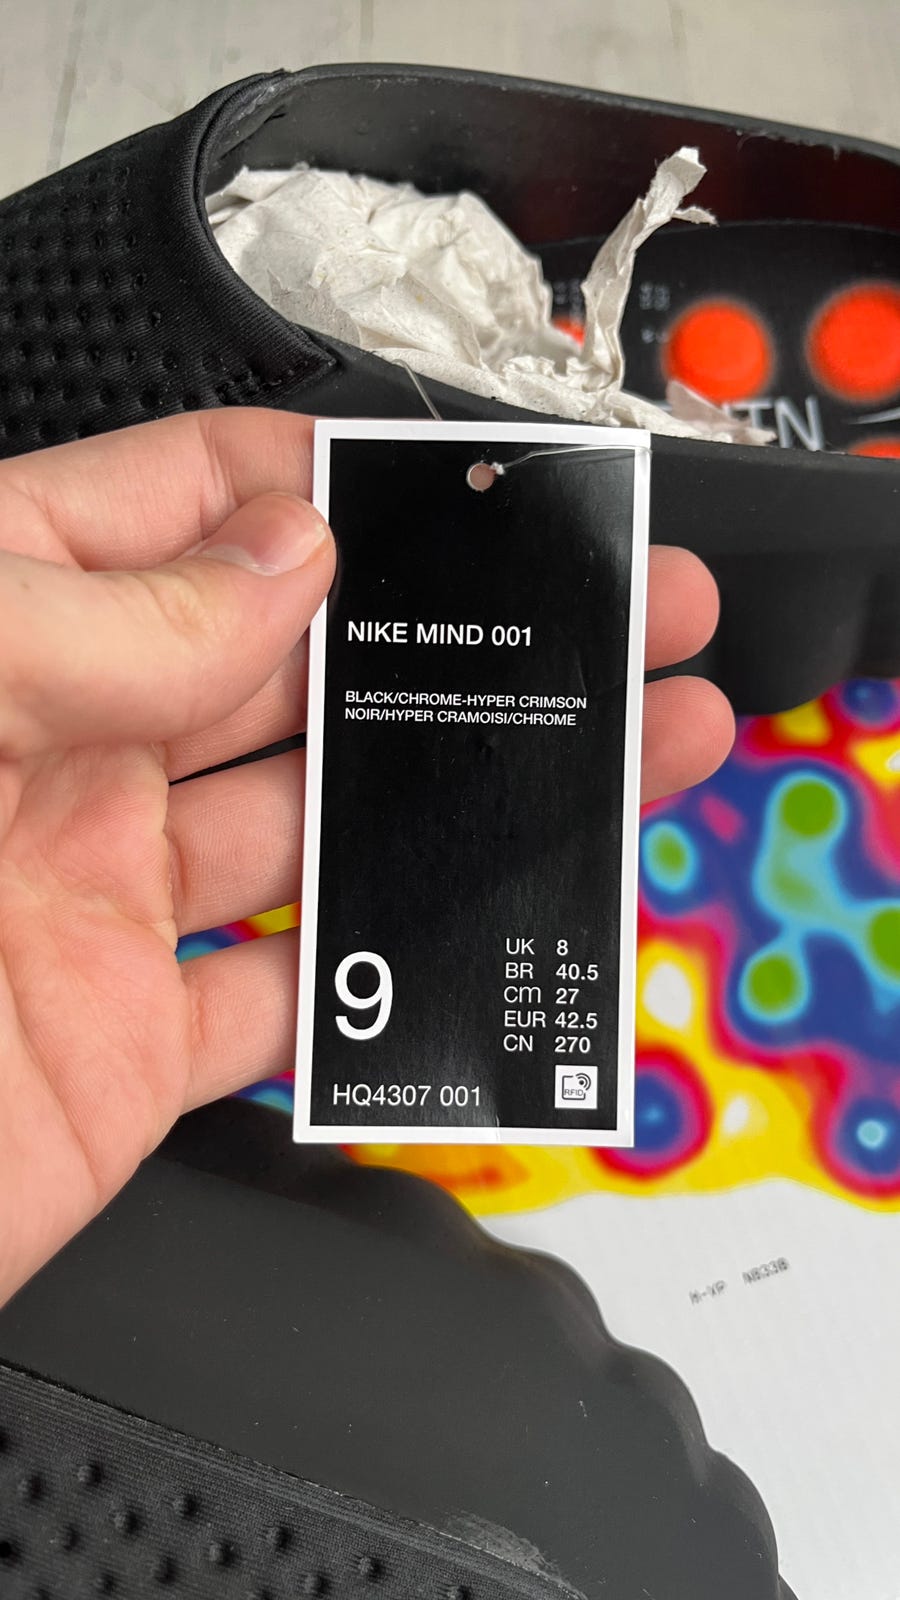 NIKE MIND 001
BLACK/CHROME-HYPER CRIMSON
NOIR/HYPER CRAMOISI/CHROME
9
UK 8
BR 40.5
cm 27
EUR 42.5
CN 270
HQ4307 001
RFID